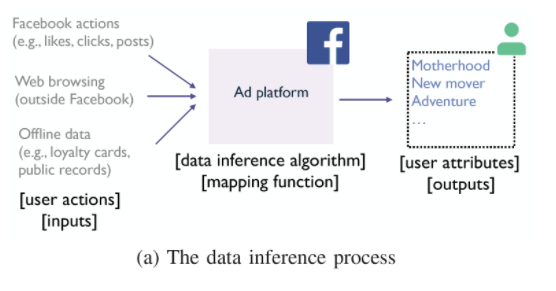 Facebook actions
(e.g., likes, clicks, posts)
Web browsing
(outside Facebook)
Offline data
(e.g., loyalty cards,
public records)
[user actions]
[inputs]
f
Ad platform
[data inference algorithm]
[mapping function]
Motherhood
New mover
Adventure
...
[user attributes]
[outputs]
(a) The data inference process